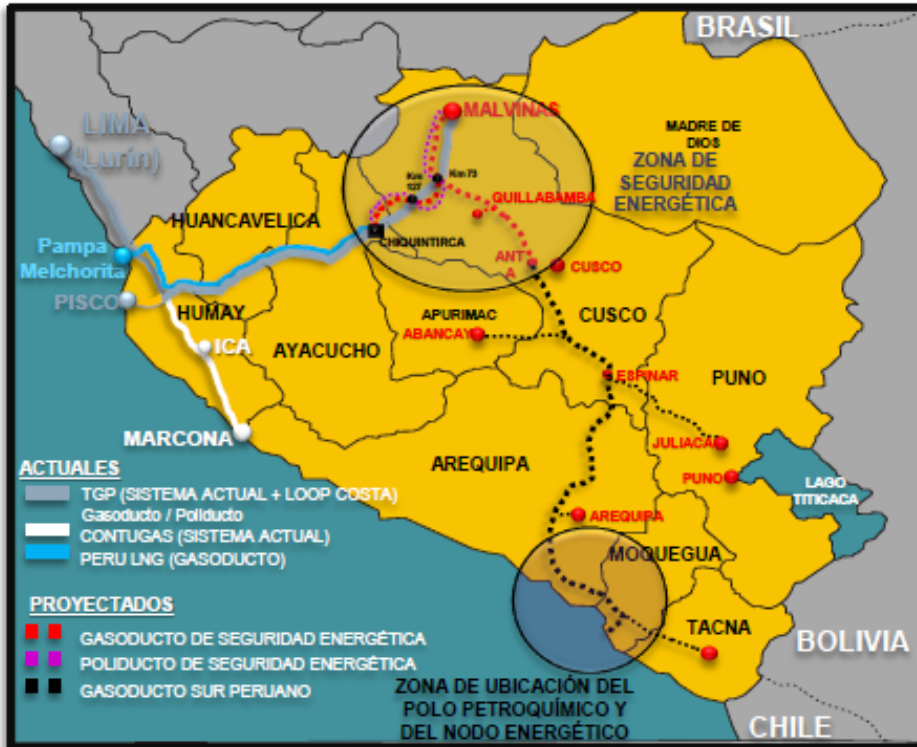 BRASIL
MALVINAS
MADRE DE
DIOS
LIMA
(Lurín)
ZONA DE
SEGURIDAD
ENERGÉTICA
Km
127
Km 73
QUILLABAMBA
HUANCAVELICA
CHIQUINTIRCA
Pampa
Melchorita
ANT
A
CUSCO
PISCO
HUMAY
APURIMAC
ABANCAY
CUSCO
ICA
AYACUCHO
ESPINAR
PUNO
MARCONA
AREQUIPA
JULIACA
PUNO
LAGO
TITICACA
ACTUALES
TGP (SISTEMA ACTUAL + LOOP COSTA)
Gasoducto / Poliducto
CONTUGAS (SISTEMA ACTUAL)
PERU LNG (GASODUCTO)
AREQUIPA
MOQUEGUA
PROYECTADOS
GASODUCTO DE SEGURIDAD ENERGÉTICA
POLIDUCTO DE SEGURIDAD ENERGÉTICA
GASODUCTO SUR PERUANO
TACNA
BOLIVIA
ZONA DE UBICACIÓN DEL
POLO PETROQUÍMICO Y
DEL NODO ENERGÉTICO
CHILE